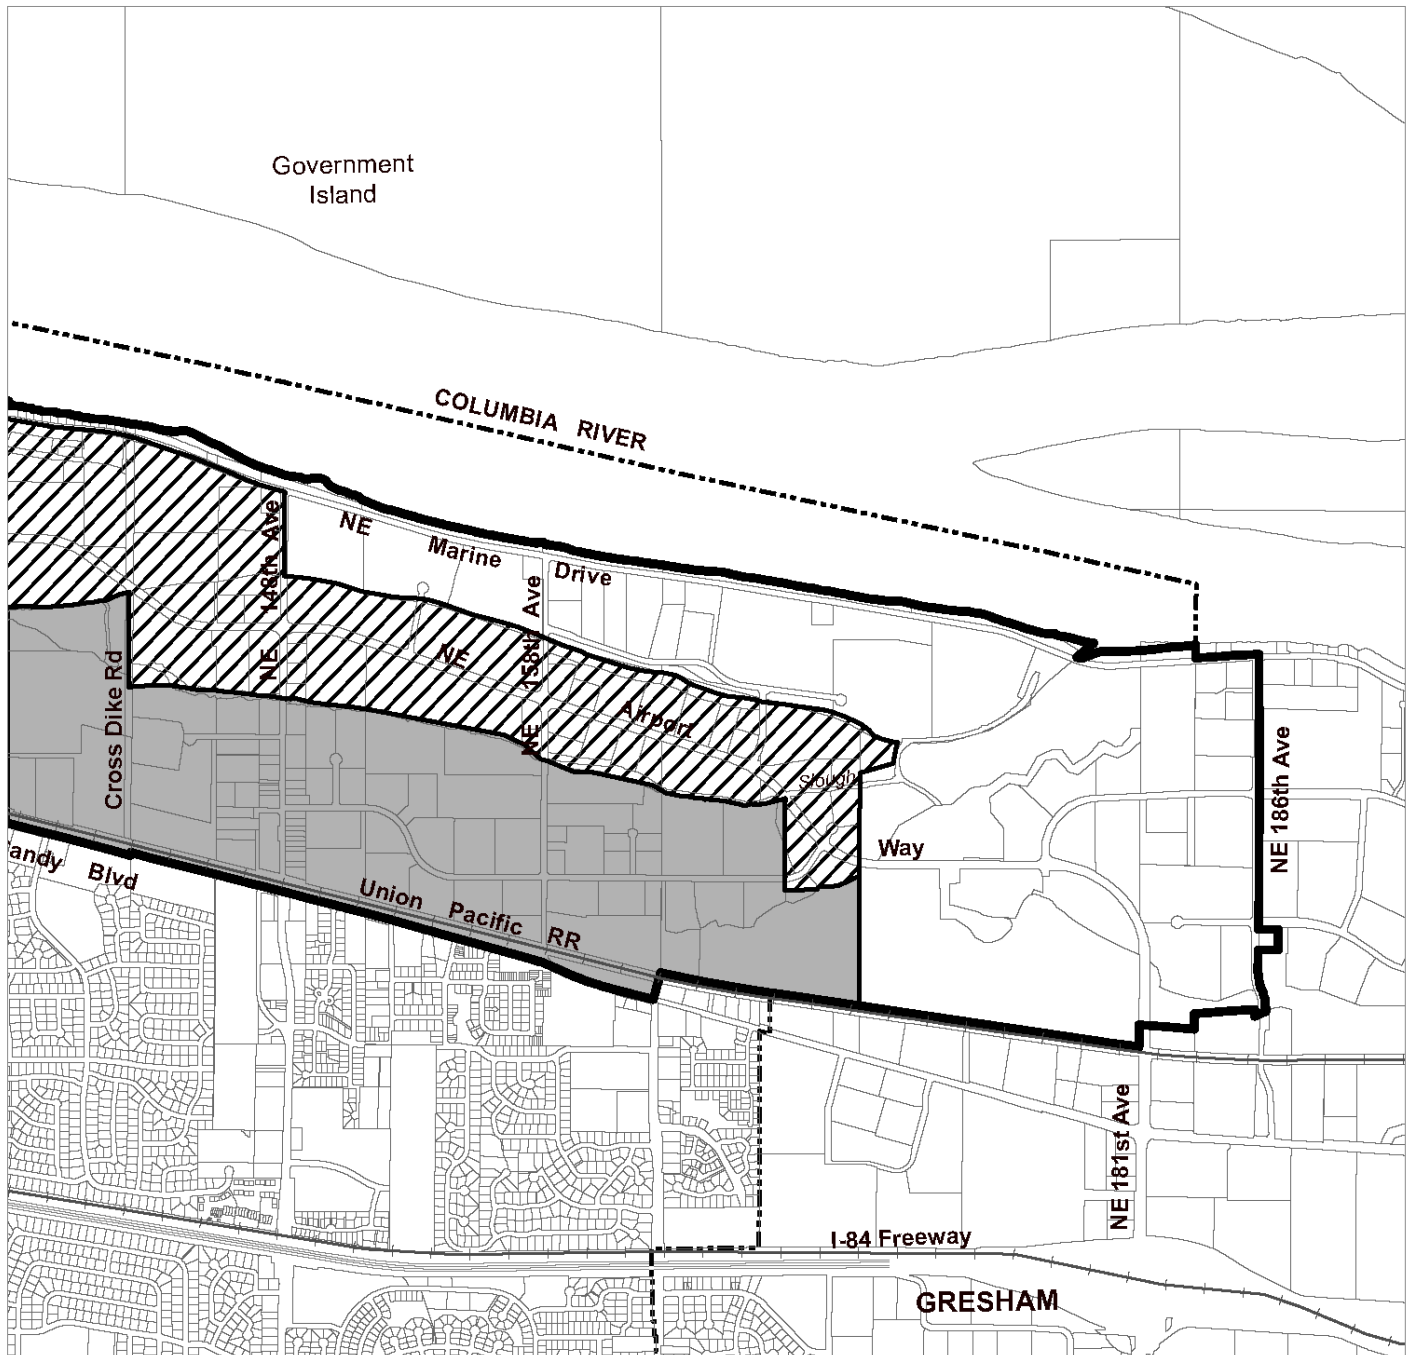 Government
Island
COLUMBIA RIVER
NE Marine Drive
NE 148th Ave
NE 158th Ave
NE Airport Way
Slough
Cross Dike Rd
NE 186th Ave
andy Blvd
Union Pacific RR
NE 181st Ave
I-84 Freeway
GRESHAM